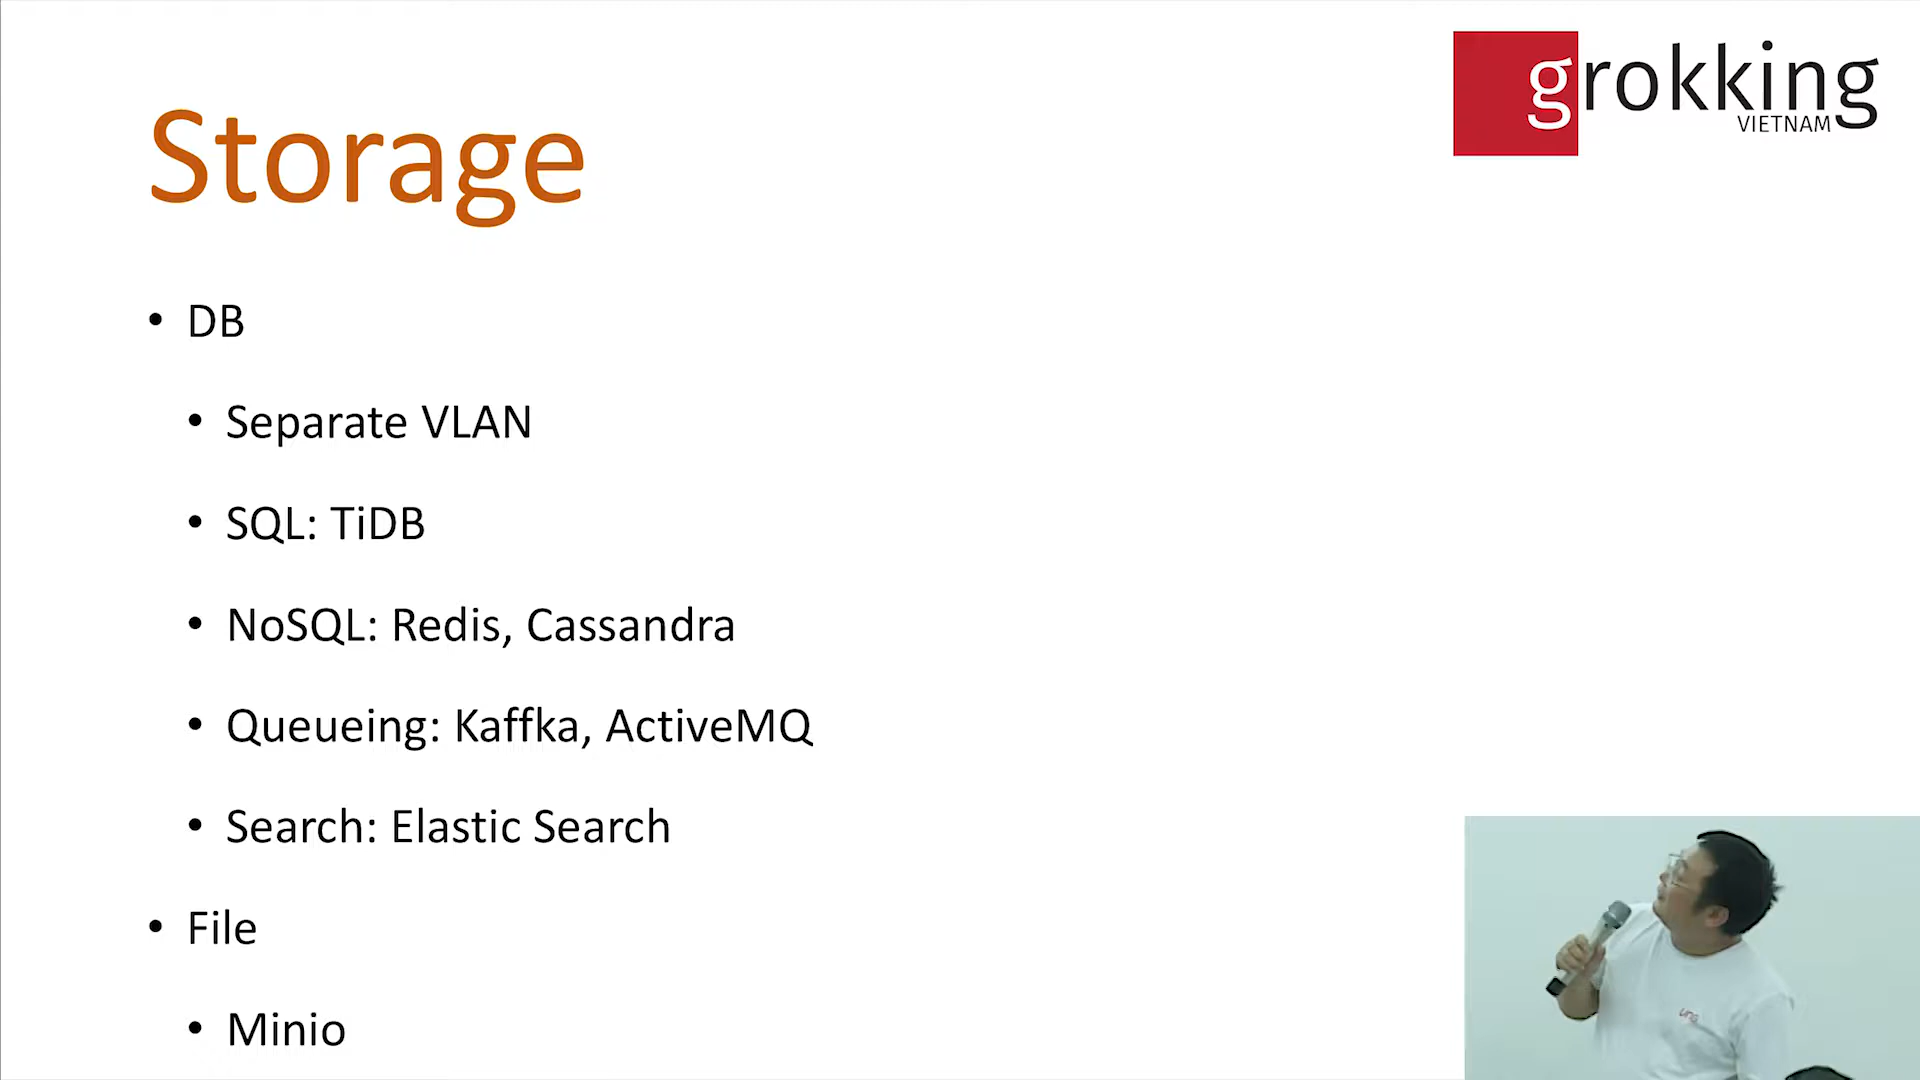 grokking
VIETNAM
Storage
• DB
• Separate VLAN
• SQL: TiDB
• NoSQL: Redis, Cassandra
• Queueing: Kaffka, ActiveMQ
• Search: Elastic Search
• File
• Minio